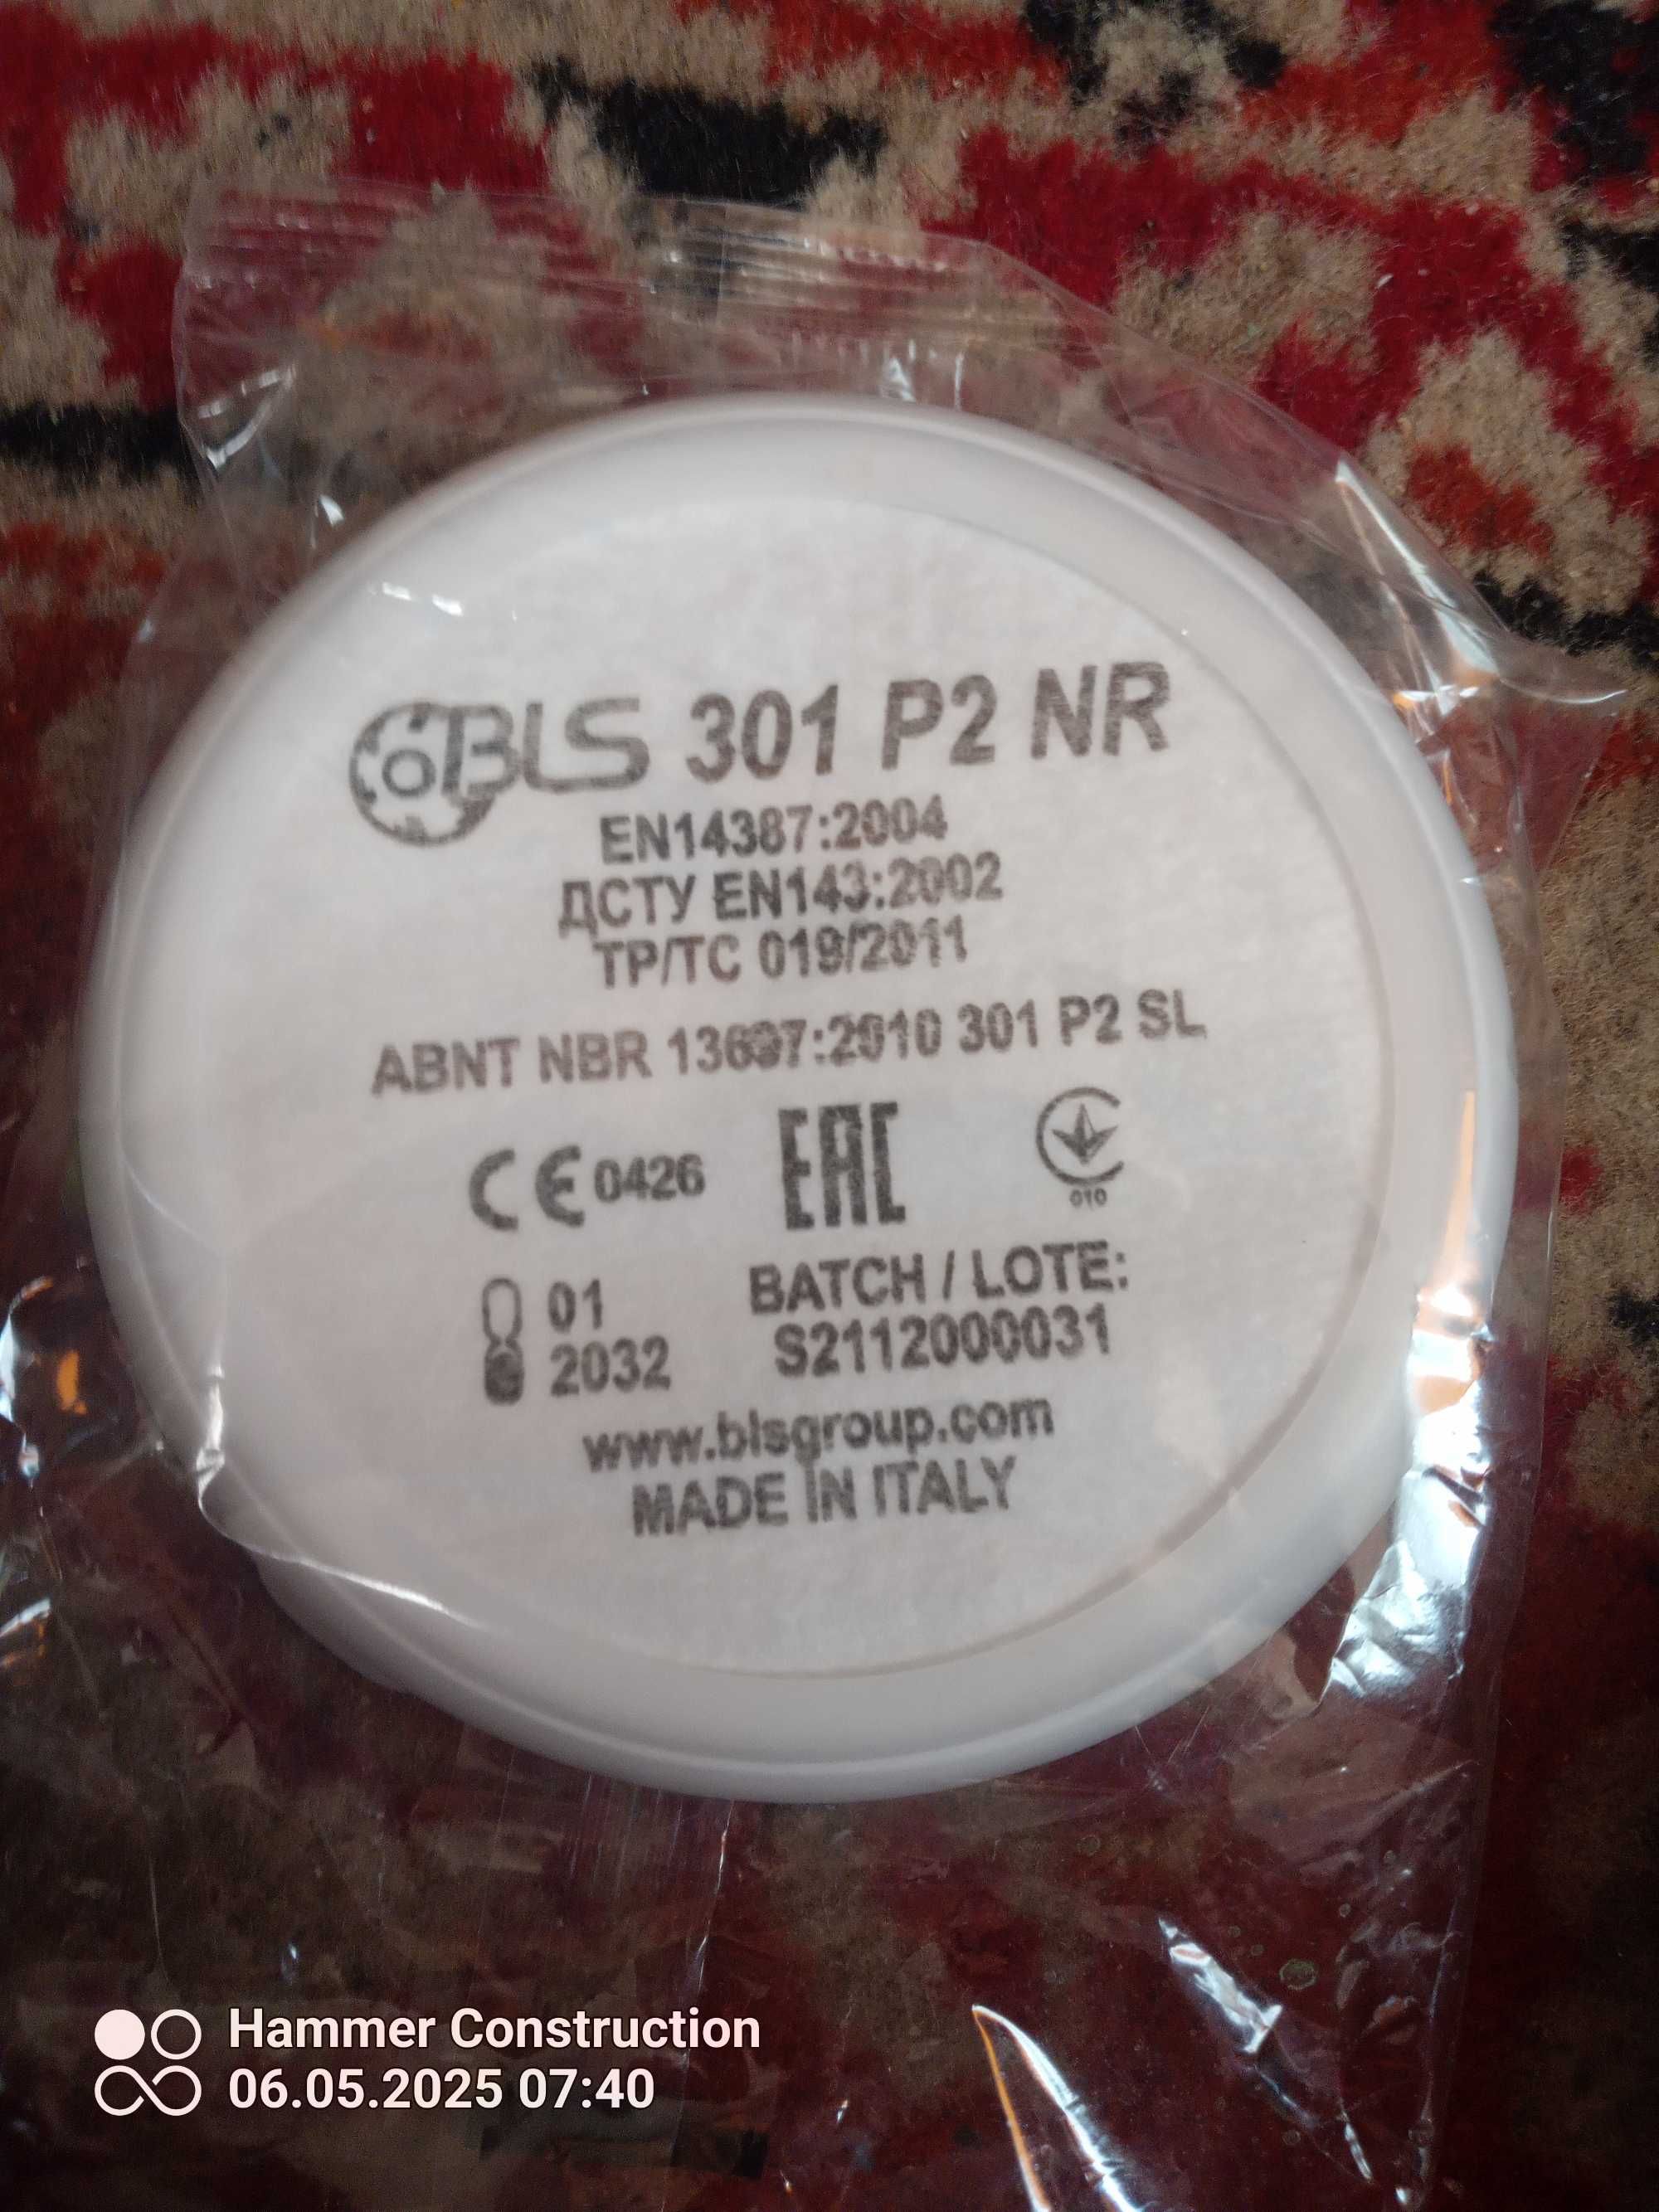 BLS 301 P2 NR
EN14387:2004
ДСТУ EN143:2002
TP/TC 019/2011
ABNT NBR 13697:2010 301 P2 SL
CE 0426 EAC
010
01
2032
BATCH / LOTE:
S2112000031
www.blsgroup.com
MADE IN ITALY
Hammer Construction
06.05.2025 07:40